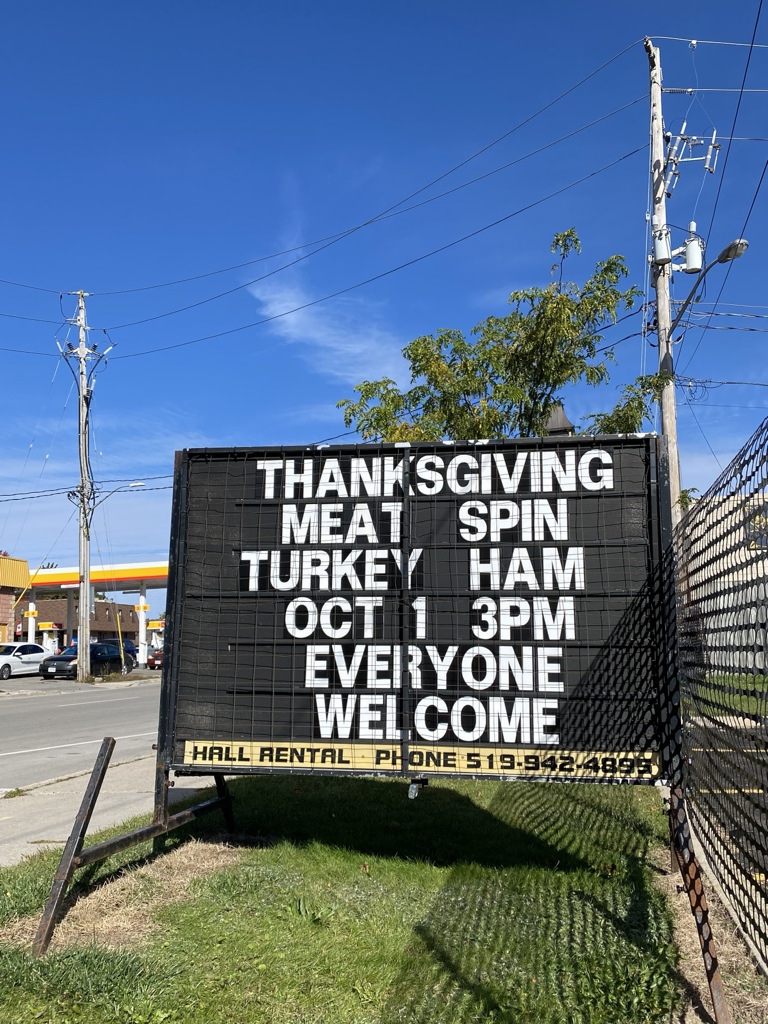 THANKSGIVING
MEAT SPIN
TURKEY HAM
OCT 1 3PM
EVERYONE
WELCOME
HALL RENTAL PHONE 519-942-4895